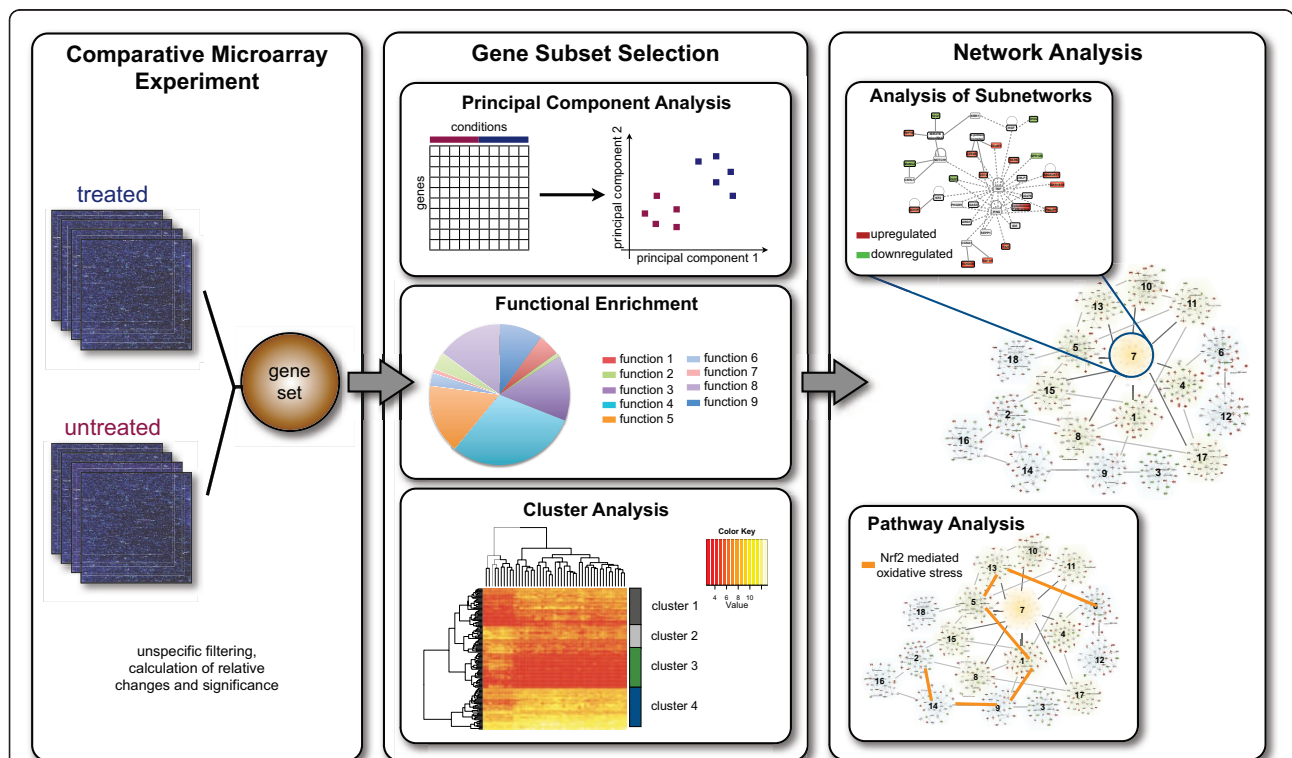 Comparative Microarray
Experiment
treated
untreated
gene
set
unspecific filtering,
calculation of relative
changes and significance
Gene Subset Selection
Principal Component Analysis
conditions
genes
principal component 2
principal component 1
Functional Enrichment
function 1
function 2
function 3
function 4
function 5
function 6
function 7
function 8
function 9
Cluster Analysis
Color Key
4 6 8 10
Value
cluster 1
cluster 2
cluster 3
cluster 4
Network Analysis
Analysis of Subnetworks
upregulated
downregulated
10
13
11
5
7
6
18
15
4
2
1
12
8
16
17
14
9
3
Pathway Analysis
Nrf2 mediated
oxidative stress
10
13
11
5
6
7
18
4
15
2
1
12
8
16
17
14
9
3